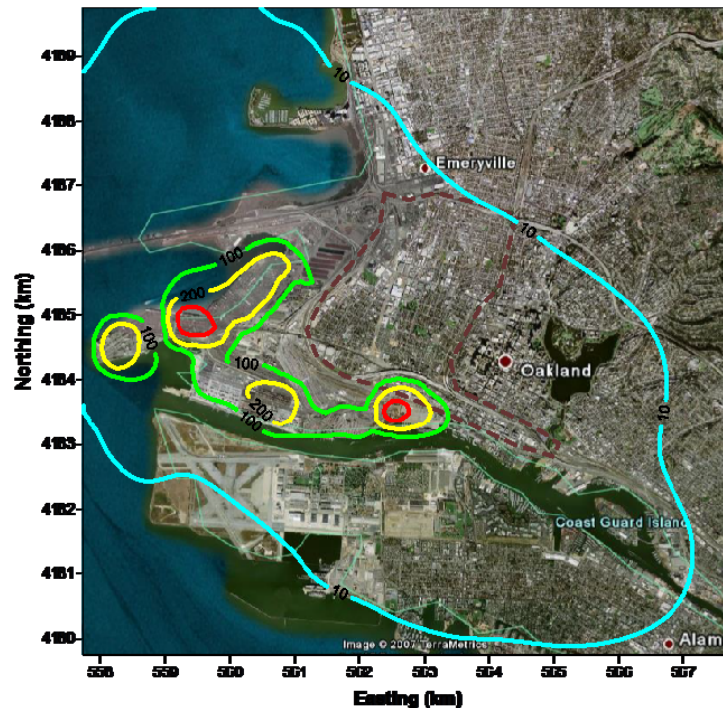 4189
4188
4187
4186
4185
4184
4183
4182
4181
4180
Northing (km)
10
Emeryville
10
100
200
100
100
Oakland
10
200
100
Coast Guard Island
10
Image © 2007 TerraMetrics
Alam
558 559 560 561 562 563 564 565 566 567
Easting (km)